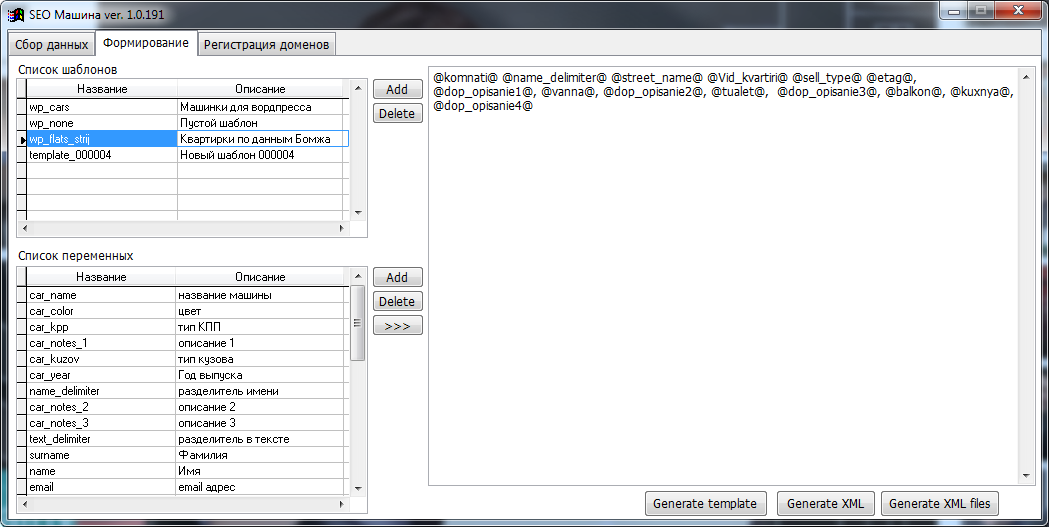 SEO Машина ver. 1.0.191
Сбор данных Формирование Регистрация доменов
Список шаблонов
Название Описание
wp_cars Машинки для вордпресса
wp_none Пустой шаблон
wp_flats_strij Квартирки по данным Бомжа
template_000004 Новый шаблон 000004
Add
Delete
Список переменных
Название Описание
car_name название машины
car_color цвет
car_kpp тип КПП
car_notes_1 описание 1
car_kuzov тип кузова
car_year Год выпуска
name_delimiter разделитель имени
car_notes_2 описание 2
car_notes_3 описание 3
text_delimiter разделитель в тексте
surname Фамилия
name Имя
email email адрес
Add
Delete
>>>
@komnati@ @name_delimiter@ @street_name@ @Vid_kvartiri@ @sell_type@ @etag@,
@dop_opisanie1@, @vanna@, @dop_opisanie2@, @tualet@, @dop_opisanie3@, @balkon@, @kuxnya@,
@dop_opisanie4@
Generate template Generate XML Generate XML files